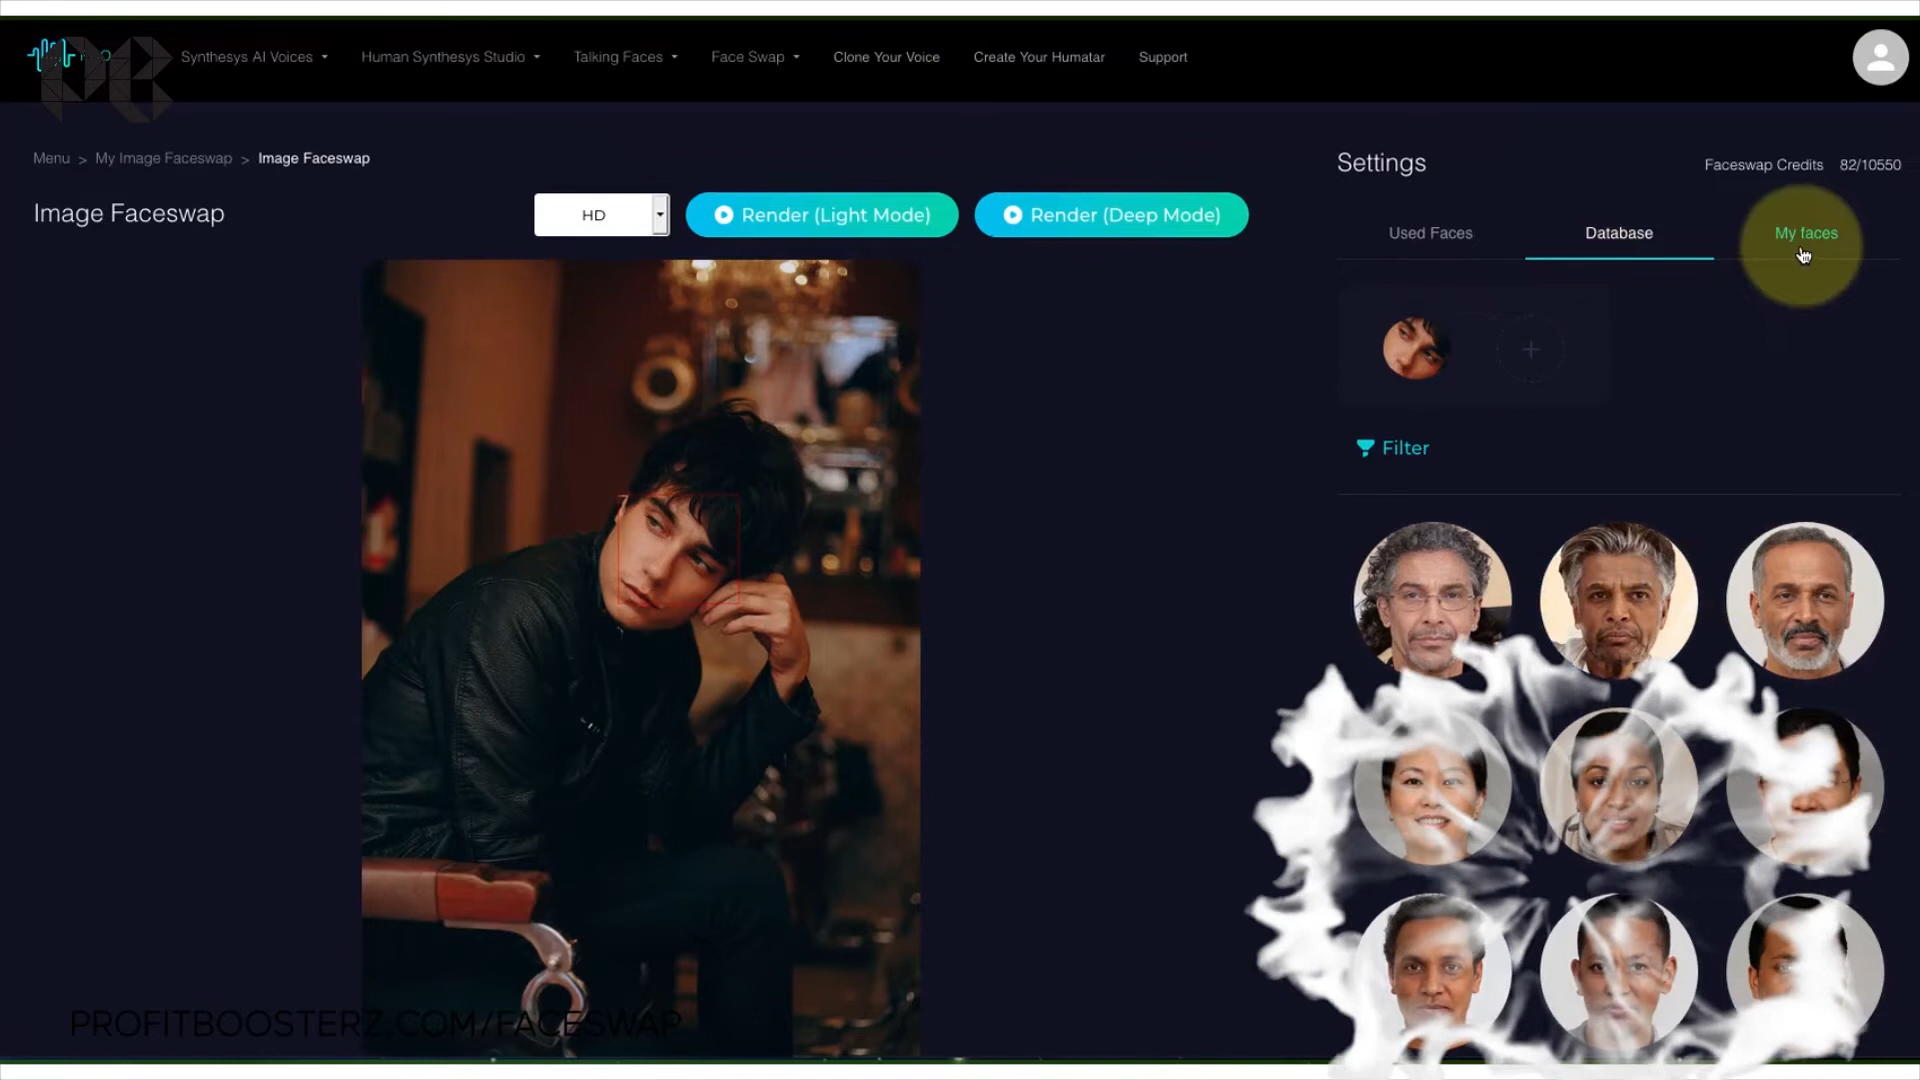 Synthesys AI Voices
Human Synthesys Studio
Talking Faces
Face Swap
Clone Your Voice
Create Your Humatar
Support
Menu > My Image Faceswap > Image Faceswap
Settings
Faceswap Credits 82/10550
Image Faceswap
HD
Render (Light Mode)
Render (Deep Mode)
Used Faces
Database
My faces
Filter
PROFITBOOSTERZ.COM/FACESWAP